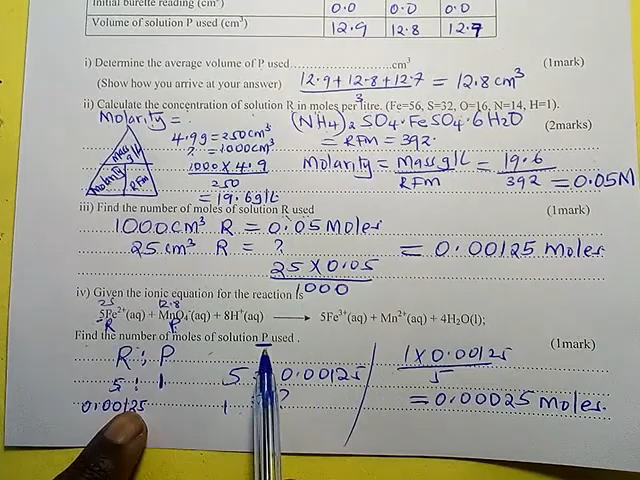 Initial burette reading (cm³) 0.0 0.0 0.0
Volume of solution P used (cm³) 12.9 12.8 12.7
i) Determine the average volume of P used.....................cm³ (1mark)
(Show how you arrive at your answer) 12.9 + 12.8 + 12.7 = 12.8 cm³
3
ii) Calculate the concentration of solution R in moles per litre. (Fe=56, S=32, O=16, N=14, H=1).
Molarity = (NH4)2SO4.FeSO4.6H2O (2marks)
4.9g = 250cm³ = RFM = 392.
? = 1000cm³
Mass g/L 1000 X 4.9 Molarity = Mass g/L = 19.6 = 0.05M
Molarity RFM 250 RFM 392
= 19.6g/L
iii) Find the number of moles of solution R used (1mark)
1000cm³ R = 0.05 Moles
25cm³ R = ? = 0.00125 moles
25 X 0.05
1000
iv) Given the ionic equation for the reaction is
25 12.8
5Fe²⁺(aq) + MnO₄⁻(aq) + 8H⁺(aq) ⟶ 5Fe³⁺(aq) + Mn²⁺(aq) + 4H₂O(l);
R P
Find the number of moles of solution P used . (1mark)
R : P 1 X 0.00125
5 : 1 5 0.00125 5
0.00125 1 ? = 0.00025 moles.